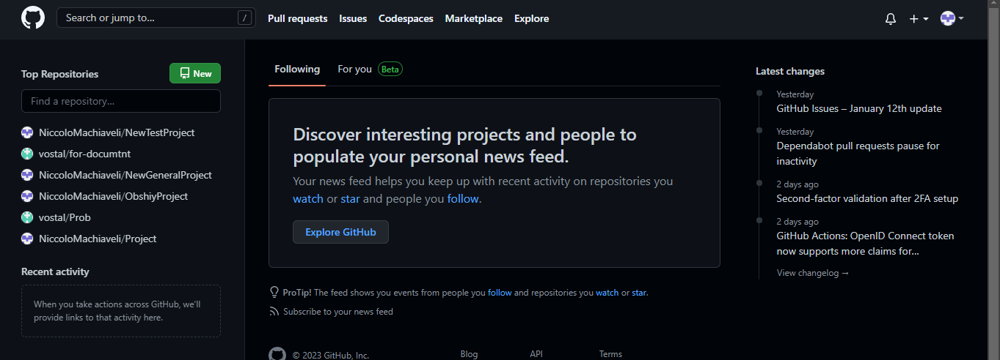 Search or jump to... /
Pull requests Issues Codespaces Marketplace Explore
Top Repositories
New
Find a repository...
NiccoloMachiaveli/NewTestProject
vostal/for-documtnt
NiccoloMachiaveli/NewGeneralProject
NiccoloMachiaveli/ObshiyProject
vostal/Prob
NiccoloMachiaveli/Project
Recent activity
When you take actions across GitHub, we'll
provide links to that activity here.
Following For you Beta
Discover interesting projects and people to
populate your personal news feed.
Your news feed helps you keep up with recent activity on repositories you
watch or star and people you follow.
Explore GitHub
ProTip! The feed shows you events from people you follow and repositories you watch or star.
Subscribe to your news feed
© 2023 GitHub, Inc.
Blog API Terms
Latest changes
Yesterday
GitHub Issues – January 12th update
Yesterday
Dependabot pull requests pause for
inactivity
2 days ago
Second-factor validation after 2FA setup
2 days ago
GitHub Actions: OpenID Connect token
now supports more claims for...
View changelog →